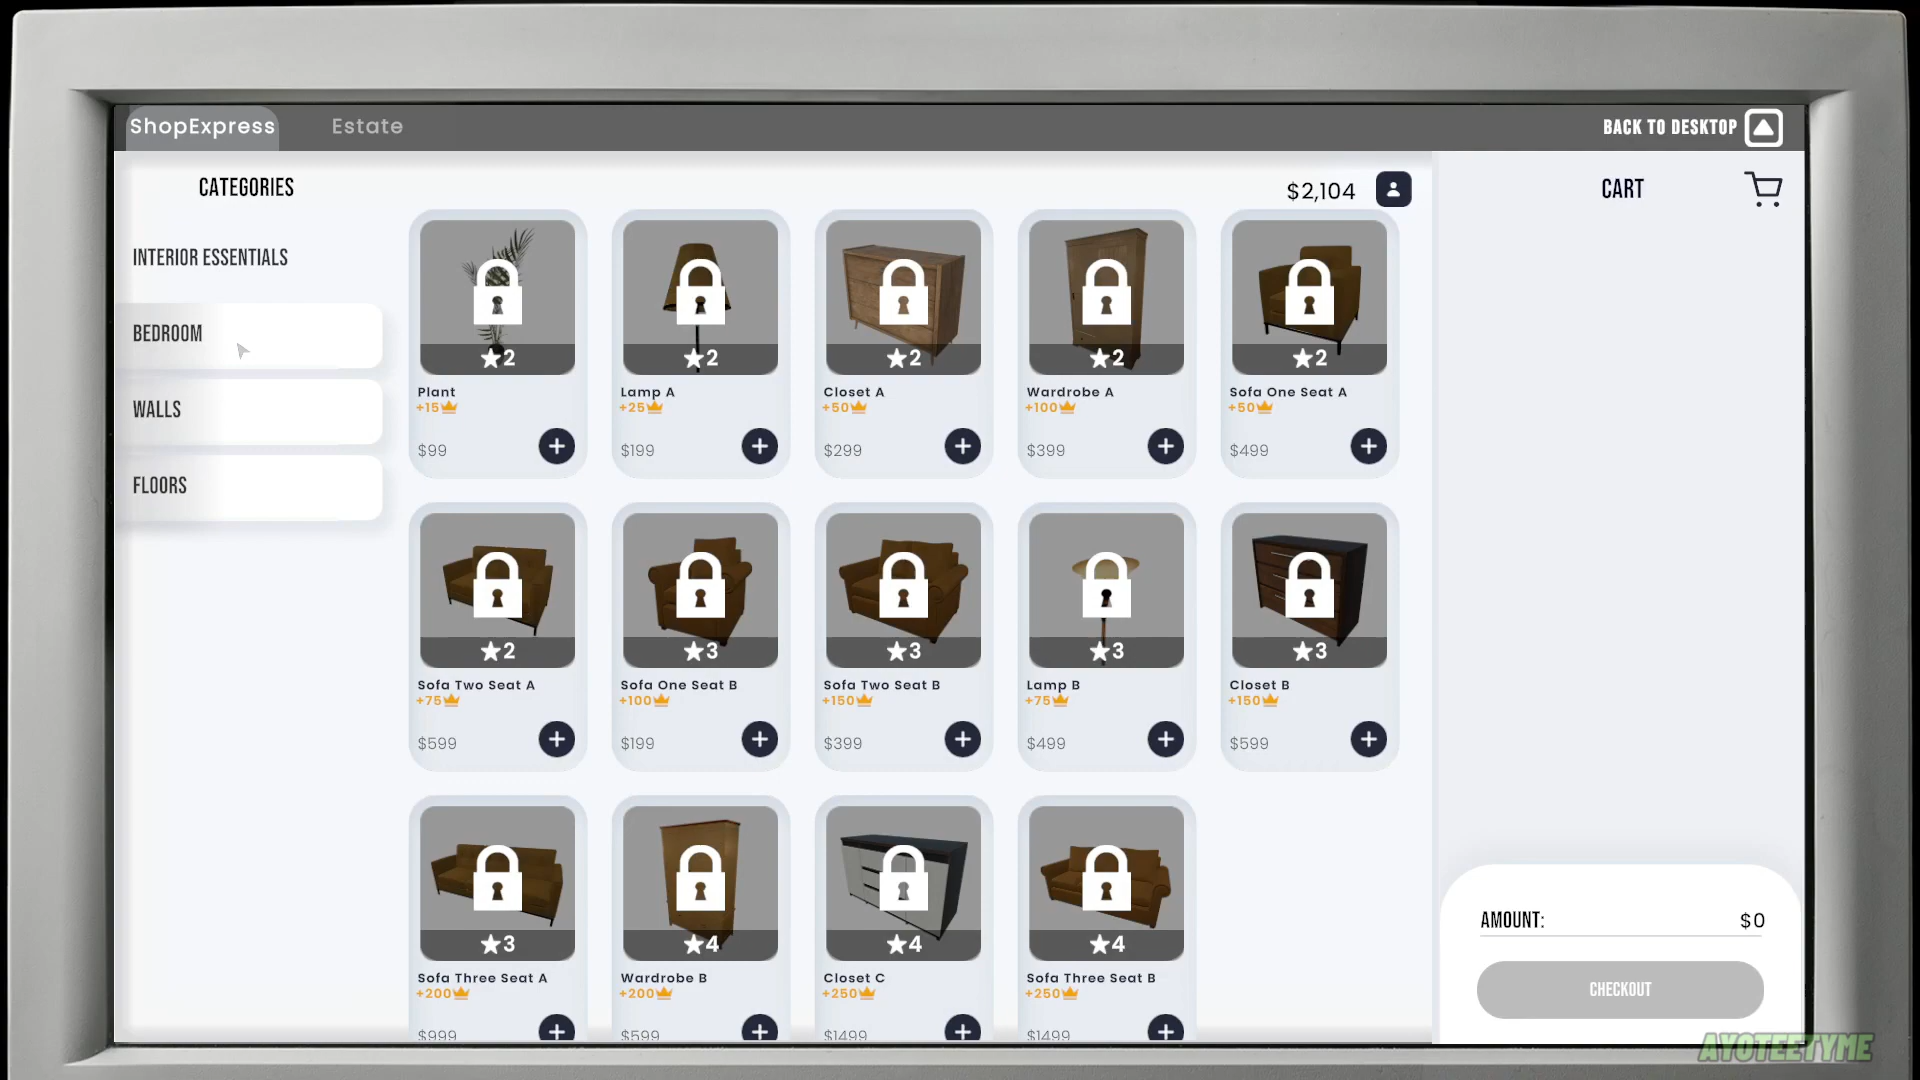 ShopExpress
Estate
BACK TO DESKTOP
CATEGORIES
$2,104
CART
INTERIOR ESSENTIALS
BEDROOM
WALLS
FLOORS
★2
★2
★2
★2
★2
Plant
Lamp A
Closet A
Wardrobe A
Sofa One Seat A
+15
+25
+50
+100
+50
$99
$199
$299
$399
$499
★2
★3
★3
★3
★3
Sofa Two Seat A
Sofa One Seat B
Sofa Two Seat B
Lamp B
Closet B
+75
+100
+150
+75
+150
$599
$199
$399
$499
$599
★3
★4
★4
★4
Sofa Three Seat A
Wardrobe B
Closet C
Sofa Three Seat B
+200
+200
+250
+250
$999
$599
$1499
$1499
AMOUNT:
$0
CHECKOUT
AYOTEETYME